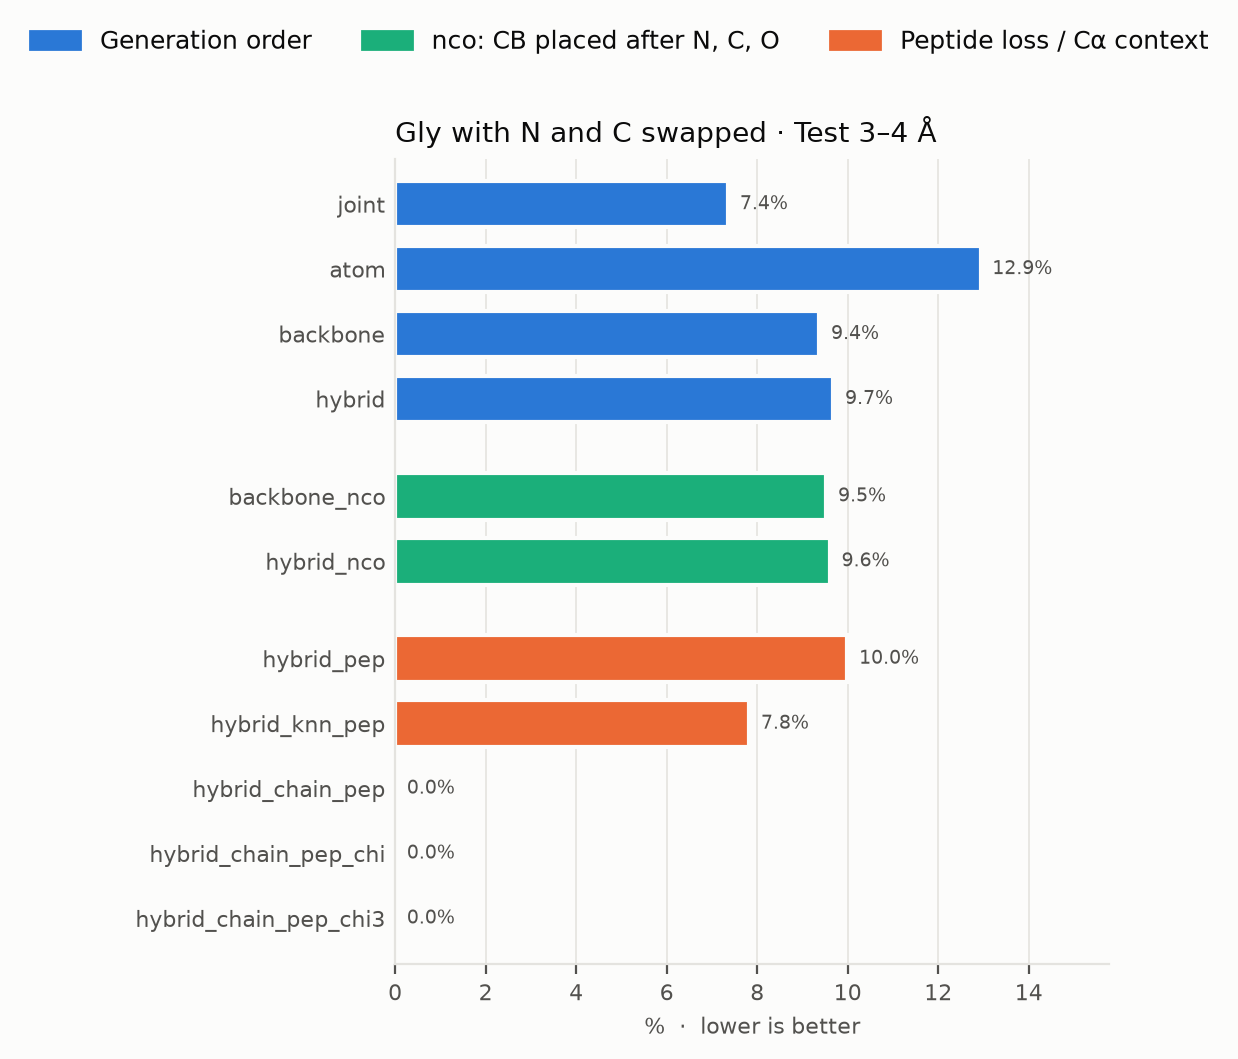 Generation order
nco: CB placed after N, C, O
Peptide loss / Cα context
Gly with N and C swapped · Test 3–4 Å
joint 7.4%
atom 12.9%
backbone 9.4%
hybrid 9.7%
backbone_nco 9.5%
hybrid_nco 9.6%
hybrid_pep 10.0%
hybrid_knn_pep 7.8%
hybrid_chain_pep 0.0%
hybrid_chain_pep_chi 0.0%
hybrid_chain_pep_chi3 0.0%
0 2 4 6 8 10 12 14
% · lower is better